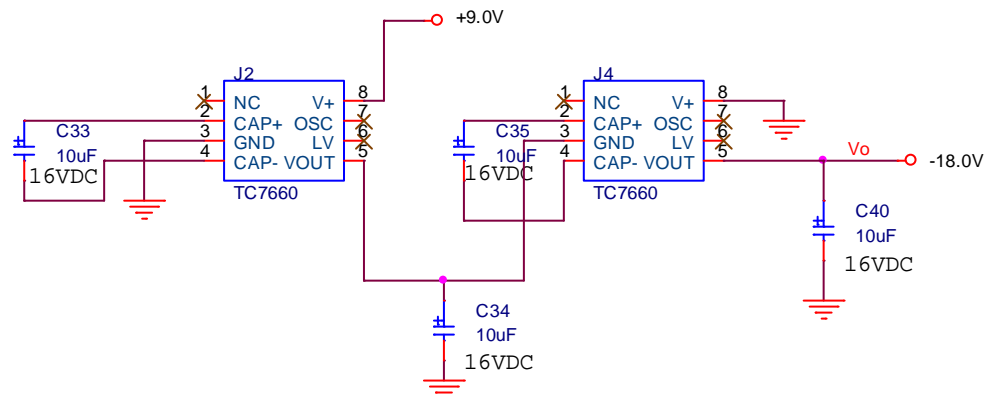 +9.0V
J2
1 NC V+ 8
2 CAP+ OSC 7
3 GND LV 6
4 CAP- VOUT 5
TC7660
C33
10uF
16VDC
J4
1 NC V+ 8
2 CAP+ OSC 7
3 GND LV 6
4 CAP- VOUT 5
TC7660
C35
10uF
16VDC
Vo
-18.0V
C40
10uF
16VDC
C34
10uF
16VDC